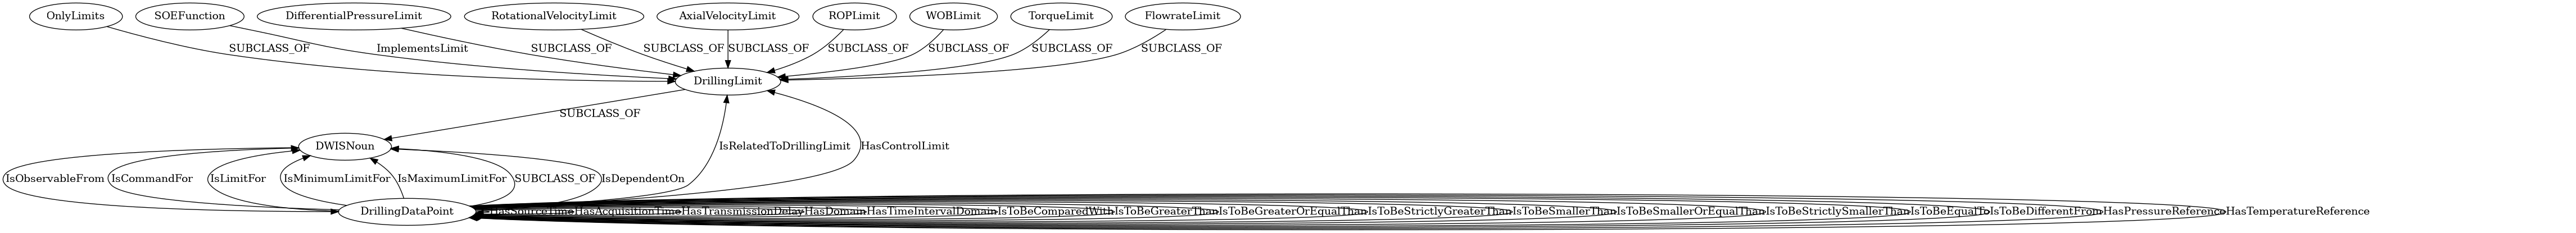 OnlyLimits
SOEFunction
DifferentialPressureLimit
RotationalVelocityLimit
AxialVelocityLimit
ROPLimit
WOBLimit
TorqueLimit
FlowrateLimit
SUBCLASS_OF
ImplementsLimit
SUBCLASS_OF
SUBCLASS_OF
SUBCLASS_OF
SUBCLASS_OF
SUBCLASS_OF
SUBCLASS_OF
SUBCLASS_OF
DrillingLimit
SUBCLASS_OF
DWISNoun
IsRelatedToDrillingLimit
HasControlLimit
IsObservableFrom
IsCommandFor
IsLimitFor
IsMinimumLimitFor
IsMaximumLimitFor
SUBCLASS_OF
IsDependentOn
DrillingDataPoint
HasSourceTime
HasAcquisitionTime
HasTransmissionDelay
HasDomain
HasTimeIntervalDomain
IsToBeComparedWith
IsToBeGreaterThan
IsToBeGreaterOrEqualThan
IsToBeStrictlyGreaterThan
IsToBeSmallerThan
IsToBeSmallerOrEqualThan
IsToBeStrictlySmallerThan
IsToBeEqualTo
IsToBeDifferentFrom
HasPressureReference
HasTemperatureReference